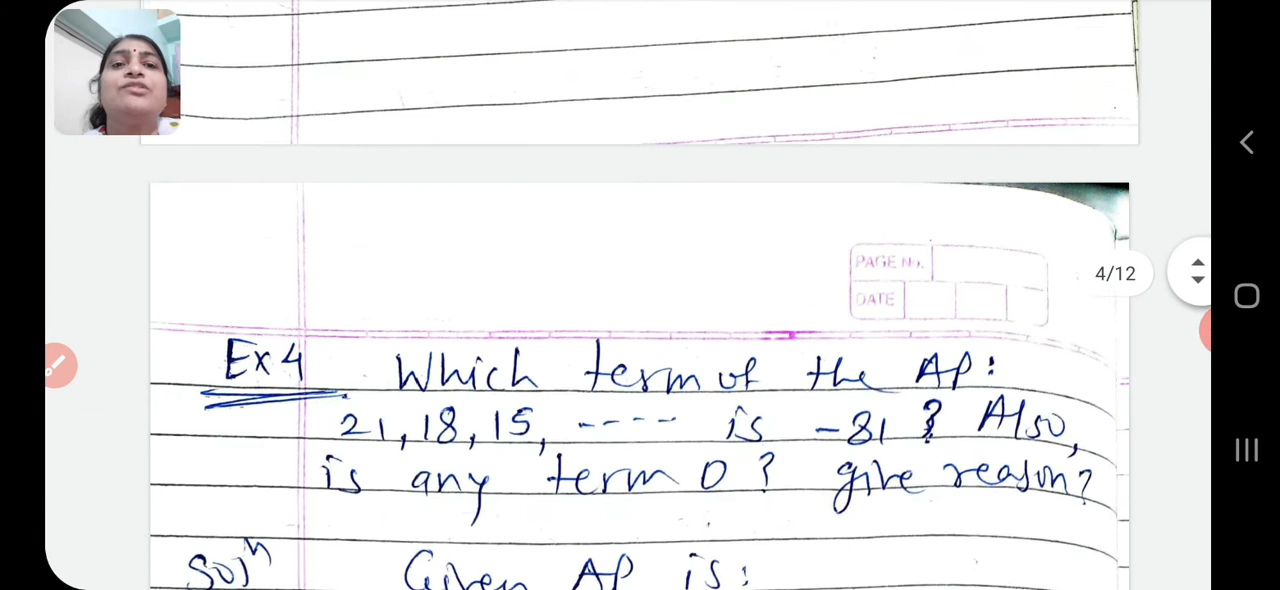 PAGE No.
DATE
4/12
Ex 4 Which term of the AP:
21, 18, 15, ---- is -81 ? Also,
is any term 0 ? give reason?
Soln Given AP is: